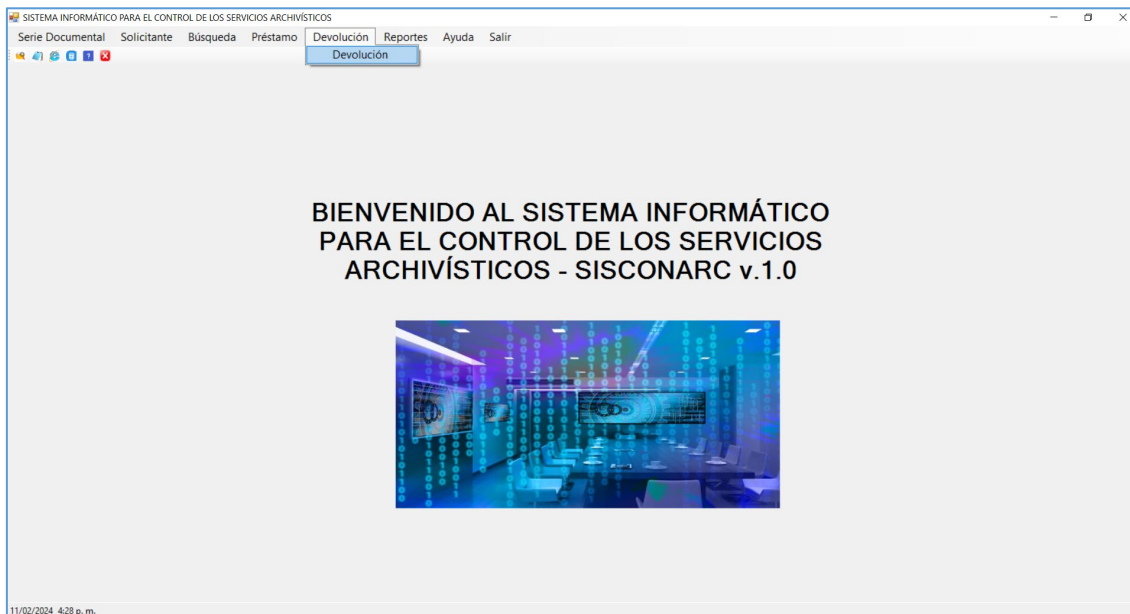 SISTEMA INFORMÁTICO PARA EL CONTROL DE LOS SERVICIOS ARCHIVÍSTICOS
Serie Documental Solicitante Búsqueda Préstamo Devolución Reportes Ayuda Salir
Devolución
BIENVENIDO AL SISTEMA INFORMÁTICO
PARA EL CONTROL DE LOS SERVICIOS
ARCHIVÍSTICOS - SISCONARC v.1.0
11/02/2024 4:28 p. m.